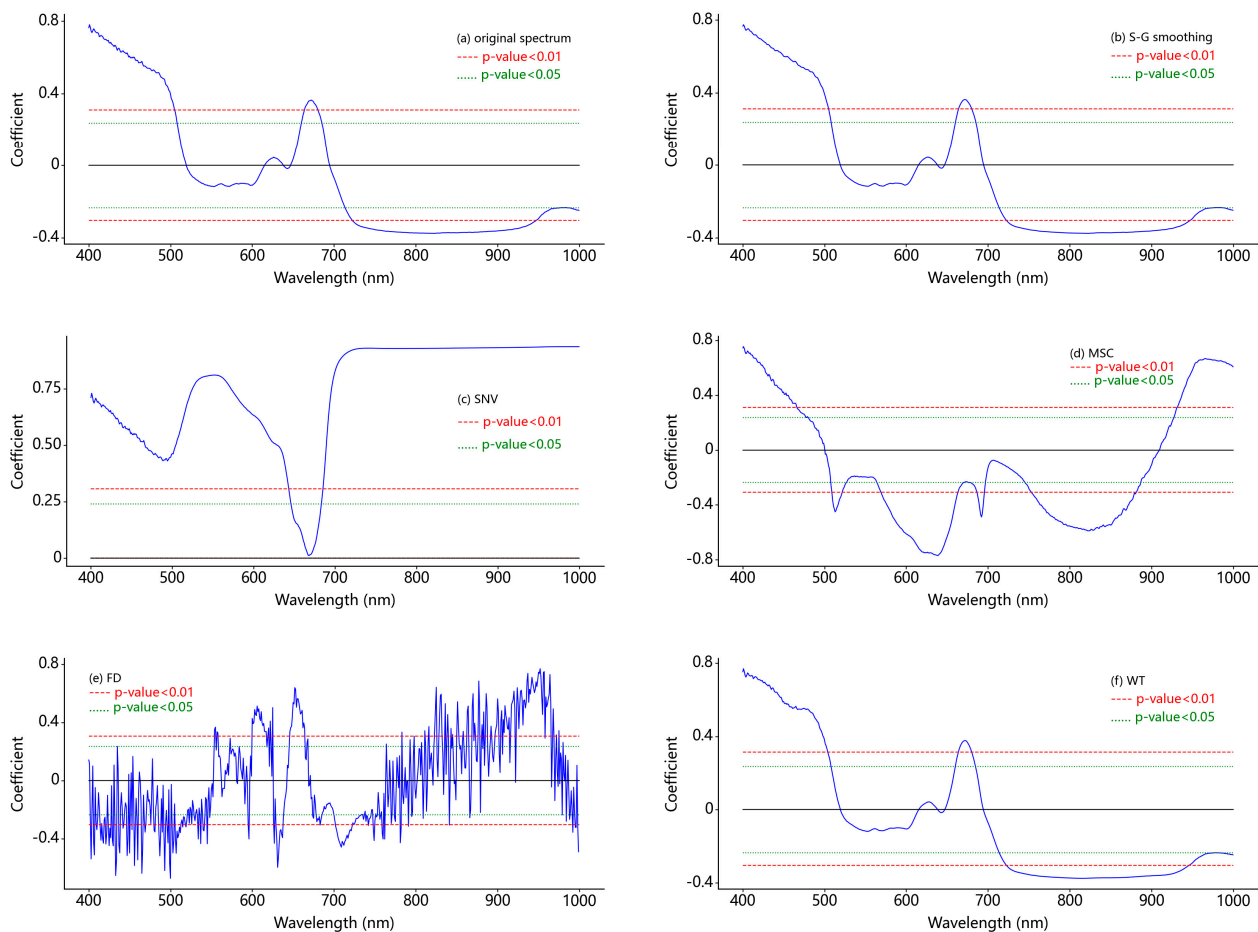 (a) original spectrum
---- p-value<0.01
...... p-value<0.05
Coefficient
0.8
0.4
0
-0.4
400 500 600 700 800 900 1000
Wavelength (nm)
(b) S-G smoothing
---- p-value<0.01
...... p-value<0.05
Coefficient
0.8
0.4
0
-0.4
400 500 600 700 800 900 1000
Wavelength (nm)
(c) SNV
---- p-value<0.01
...... p-value<0.05
Coefficient
0.75
0.50
0.25
0
400 500 600 700 800 900 1000
Wavelength (nm)
(d) MSC
---- p-value<0.01
...... p-value<0.05
Coefficient
0.8
0.4
0
-0.4
-0.8
400 500 600 700 800 900 1000
Wavelength (nm)
(e) FD
---- p-value<0.01
...... p-value<0.05
Coefficient
0.8
0.4
0
-0.4
400 500 600 700 800 900 1000
Wavelength (nm)
(f) WT
---- p-value<0.01
...... p-value<0.05
Coefficient
0.8
0.4
0
-0.4
400 500 600 700 800 900 1000
Wavelength (nm)